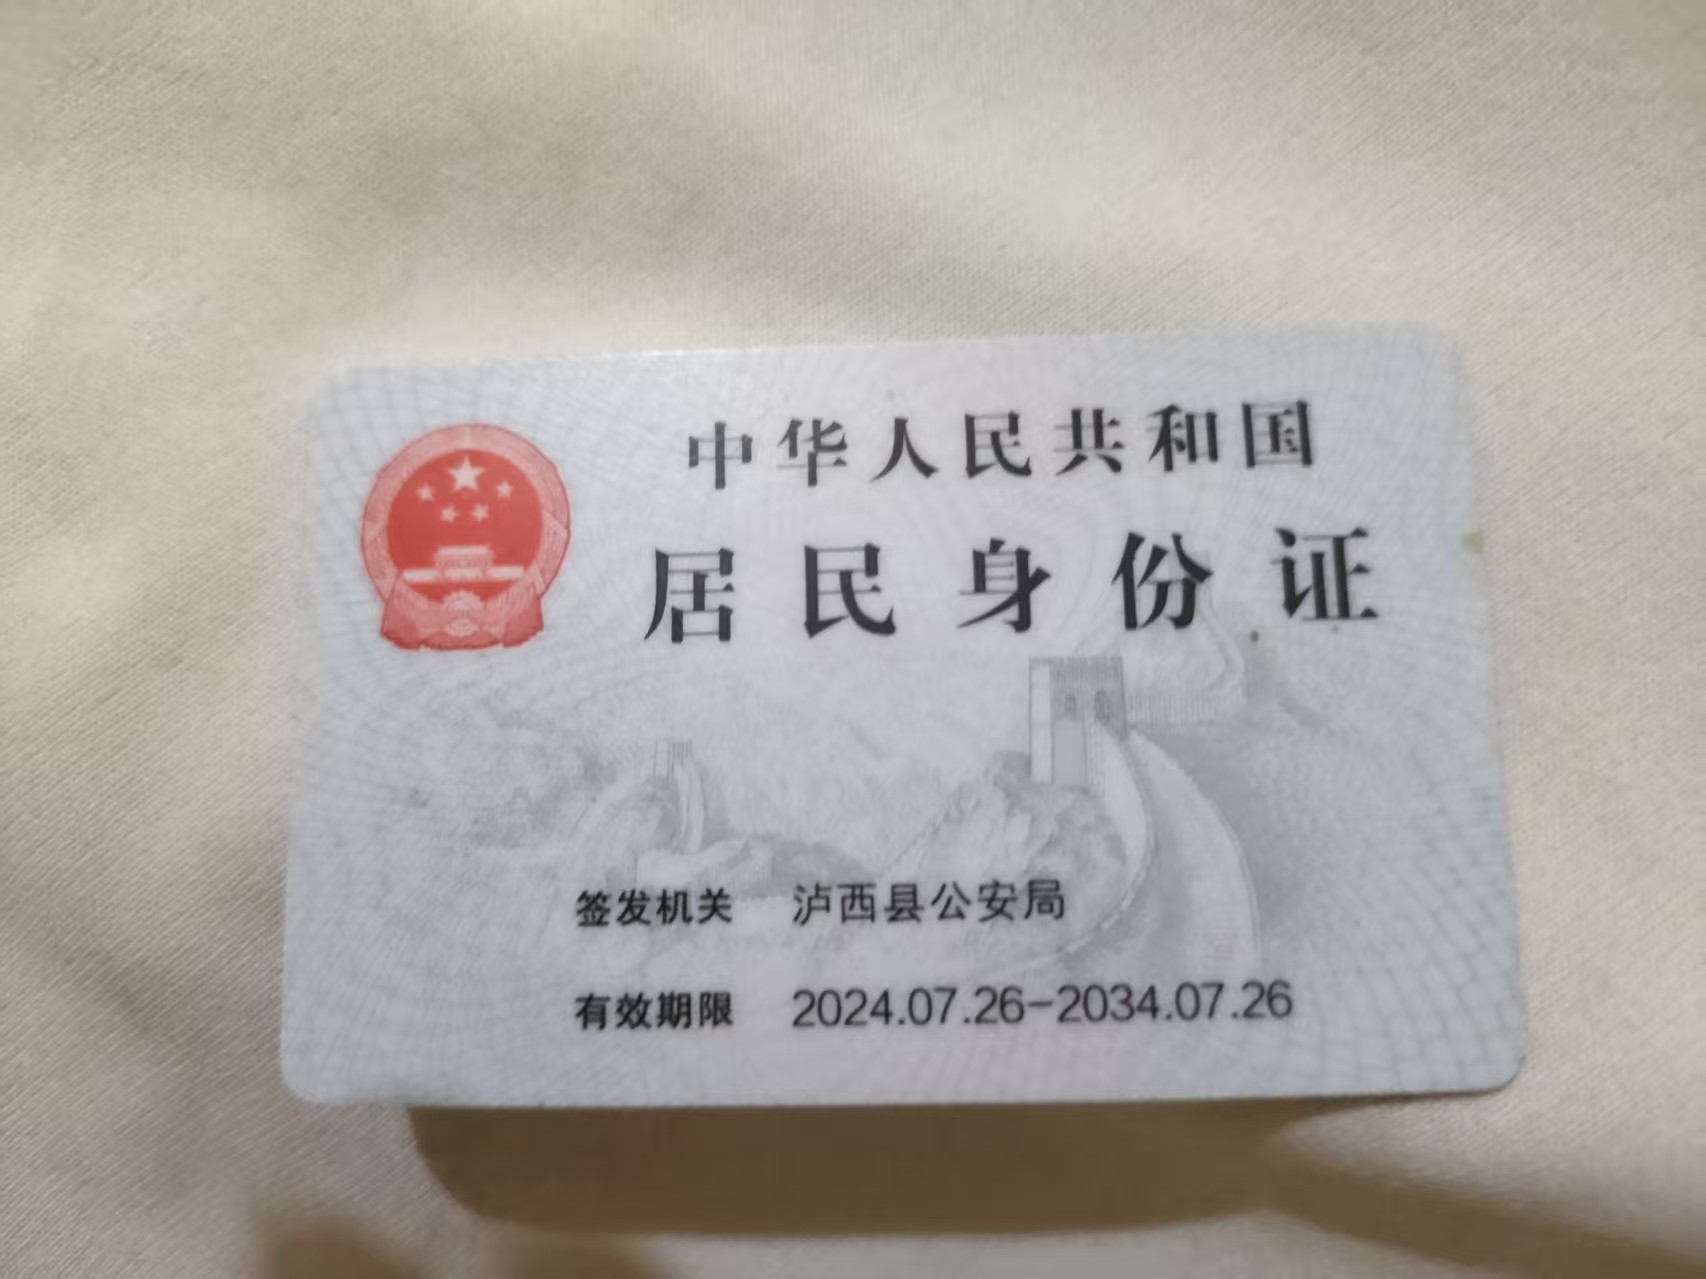 中华人民共和国
居民身份证
签发机关 泸西县公安局
有效期限 2024.07.26-2034.07.26